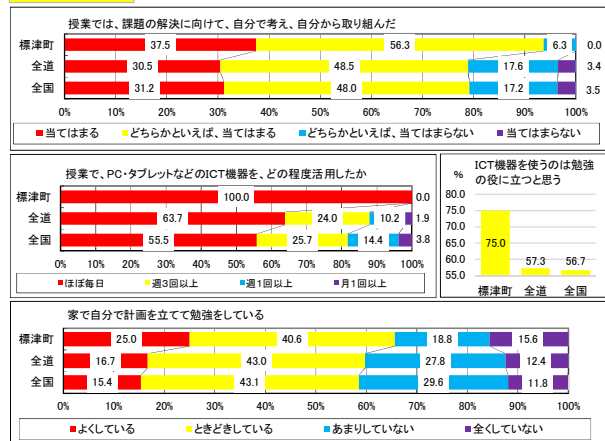 授業では、課題の解決に向けて、自分で考え、自分から取り組んだ
標津町 37.5 56.3 6.3 0.0
全道 30.5 48.5 17.6 3.4
全国 31.2 48.0 17.2 3.5
0% 10% 20% 30% 40% 50% 60% 70% 80% 90% 100%
■当てはまる ■どちらかといえば、当てはまる ■どちらかといえば、当てはまらない ■当てはまらない
授業で、PC・タブレットなどのICT機器を、どの程度活用したか
標津町 100.0 0.0
全道 63.7 24.0 10.2 1.9
全国 55.5 25.7 14.4 3.8
0% 10% 20% 30% 40% 50% 60% 70% 80% 90% 100%
■ほぼ毎日 ■週3回以上 ■週1回以上 ■月1回以上
ICT機器を使うのは勉強
の役に立つと思う
%
80.0
75.0
70.0
65.0
60.0
55.0
75.0
57.3
56.7
標津町 全道 全国
家で自分で計画を立てて勉強をしている
標津町 25.0 40.6 18.8 15.6
全道 16.7 43.0 27.8 12.4
全国 15.4 43.1 29.6 11.8
0% 10% 20% 30% 40% 50% 60% 70% 80% 90% 100%
■よくしている ■ときどきしている ■あまりしていない ■全くしていない